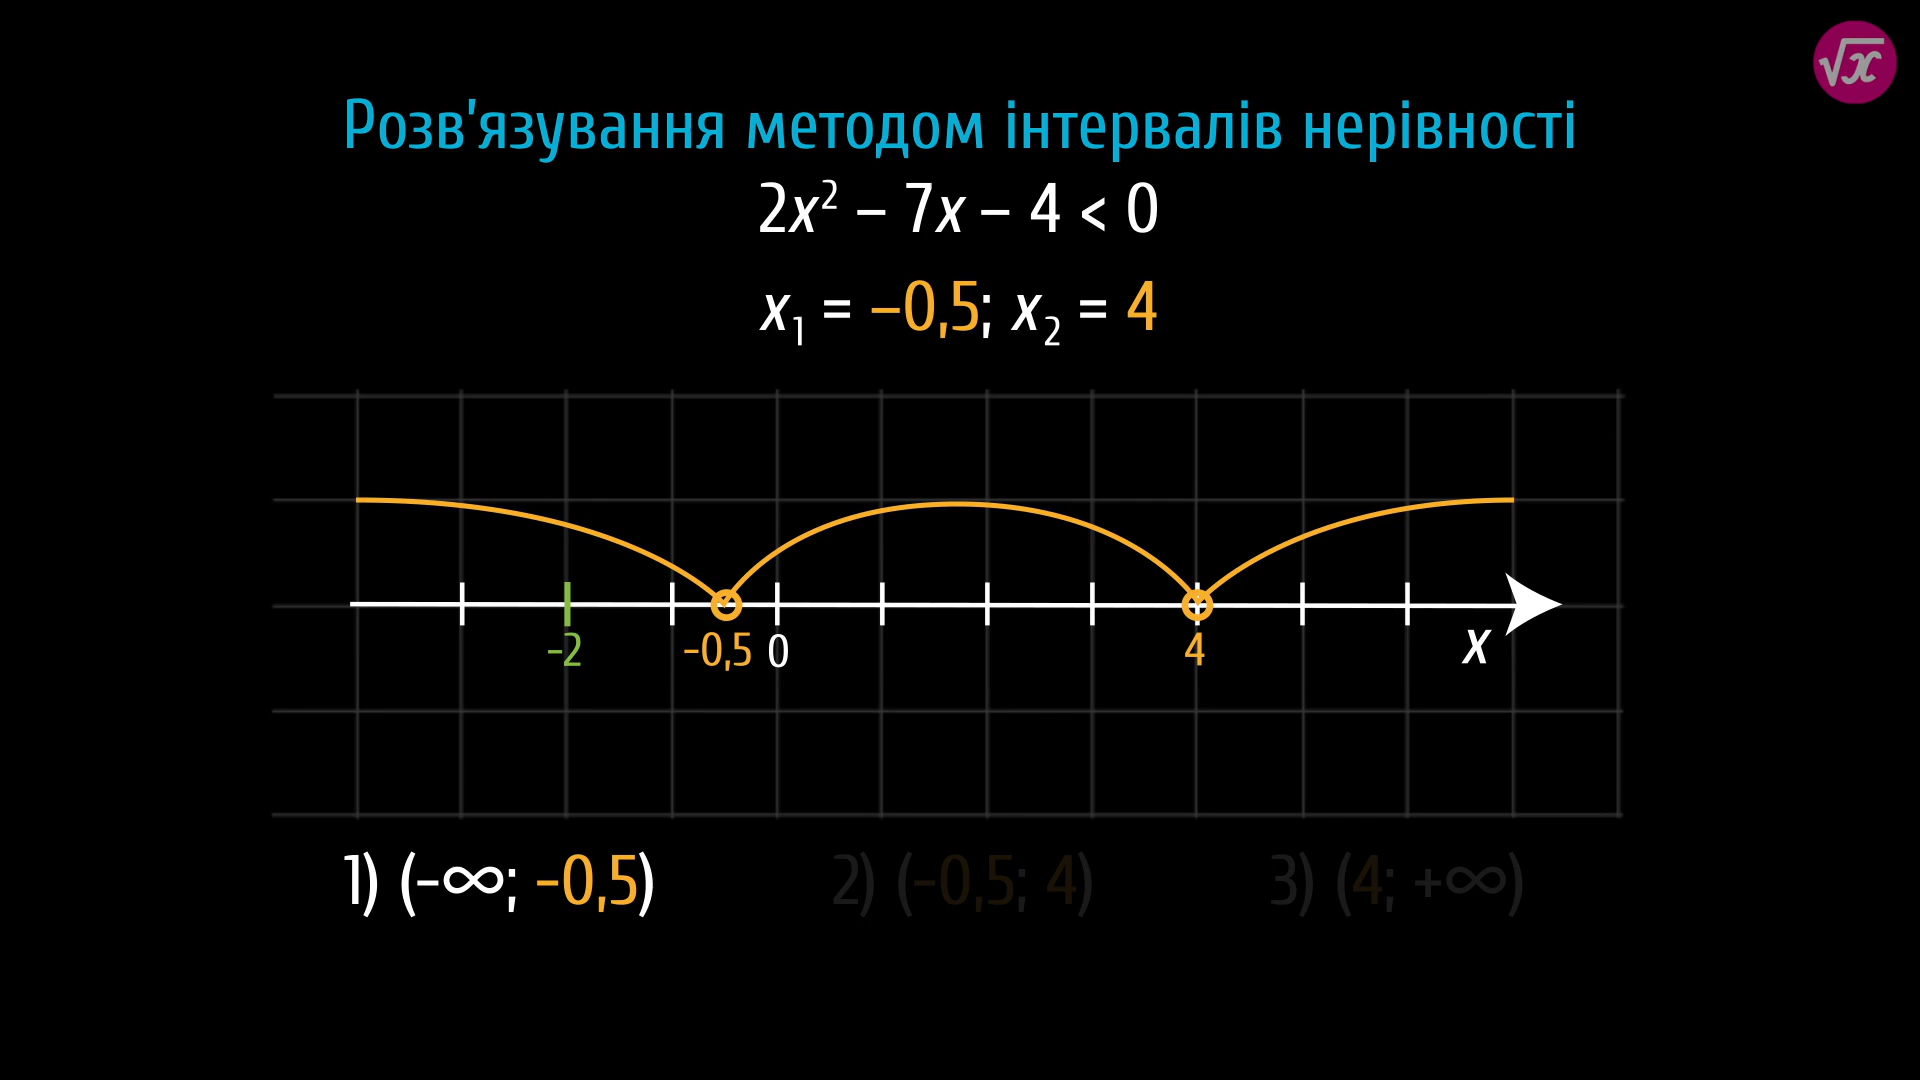 √x
Розв'язування методом інтервалів нерівності
2x² – 7x – 4 < 0
x₁ = –0,5; x₂ = 4
-2 -0,5 0 4 x
1) (-∞; -0,5) 2) (-0,5; 4) 3) (4; +∞)